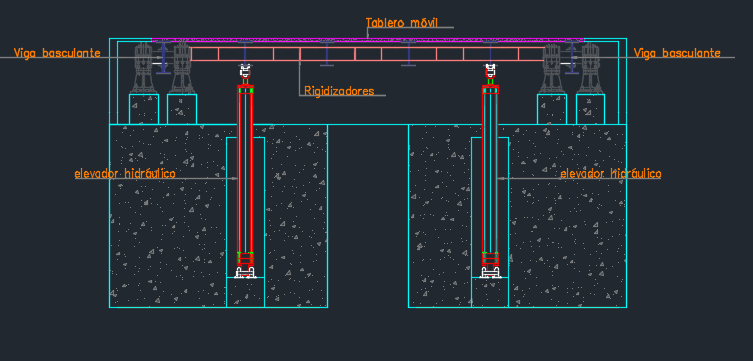 Tablero móvil
Viga basculante
Viga basculante
Rigidizadores
elevador hidráulico
elevador hidráulico